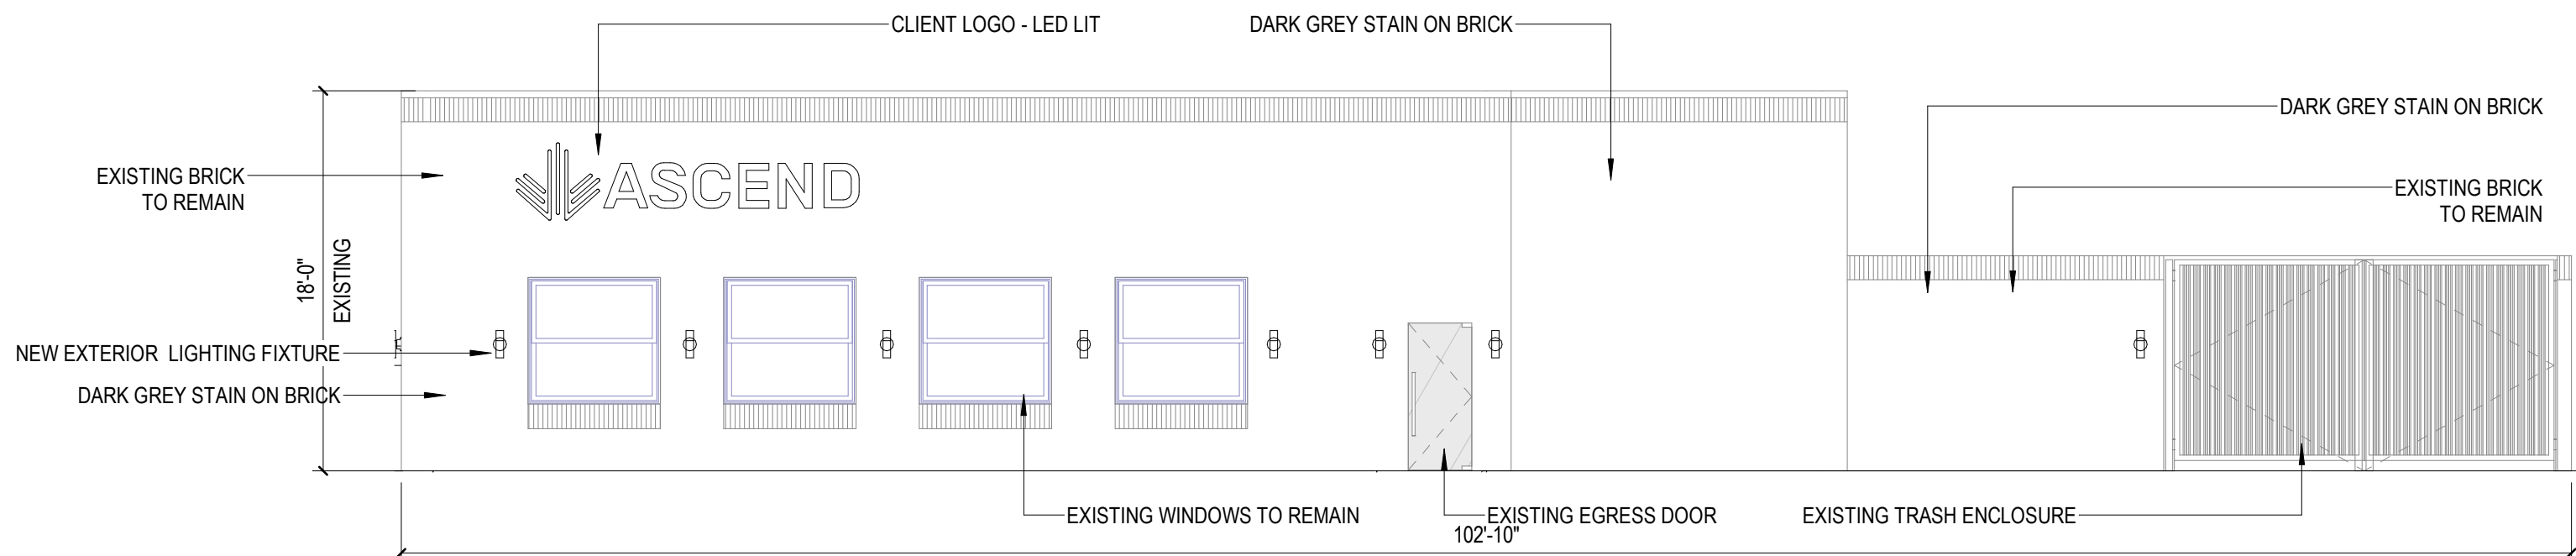 CLIENT LOGO - LED LIT
DARK GREY STAIN ON BRICK
DARK GREY STAIN ON BRICK
EXISTING BRICK
TO REMAIN
ASCEND
EXISTING BRICK
TO REMAIN
18'-0"
EXISTING
NEW EXTERIOR LIGHTING FIXTURE
DARK GREY STAIN ON BRICK
EXISTING WINDOWS TO REMAIN
EXISTING EGRESS DOOR
EXISTING TRASH ENCLOSURE
102'-10"